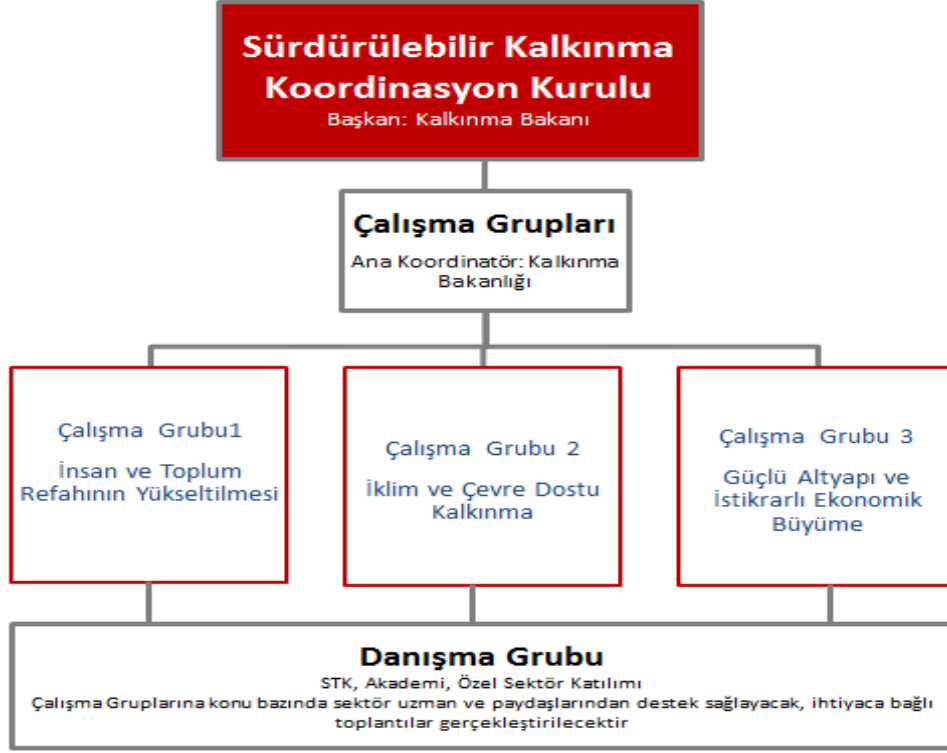 Sürdürülebilir Kalkınma
Koordinasyon Kurulu
Başkan: Kalkınma Bakanı
Çalışma Grupları
Ana Koordinatör: Kalkınma
Bakanlığı
Çalışma Grubu1
İnsan ve Toplum
Refahının Yükseltilmesi
Çalışma Grubu 2
İklim ve Çevre Dostu
Kalkınma
Çalışma Grubu 3
Güçlü Altyapı ve
İstikrarlı Ekonomik
Büyüme
Danışma Grubu
STK, Akademi, Özel Sektör Katılımı
Çalışma Gruplarına konu bazında sektör uzman ve paydaşlarından destek sağlayacak, ihtiyaca bağlı
toplantılar gerçekleştirilecektir